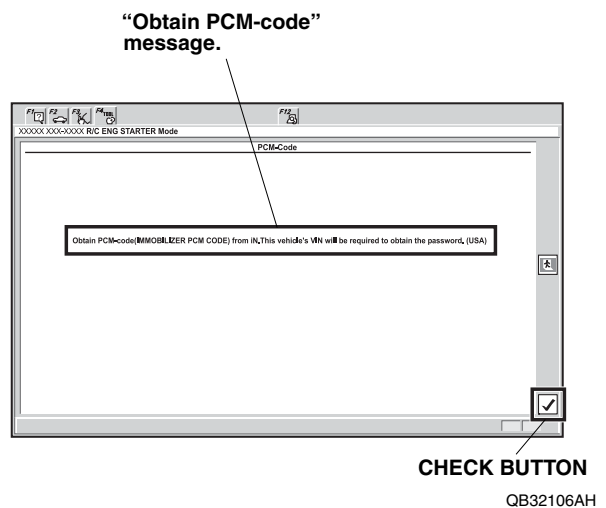 “Obtain PCM-code”
message.
F1 F2 F3 F4 TOOL F12
XXXXX XXX-XXXX R/C ENG STARTER Mode
PCM-Code
Obtain PCM-code(IMMOBILIZER PCM CODE) from iN.This vehicle's VIN will be required to obtain the password. (USA)
CHECK BUTTON
QB32106AH